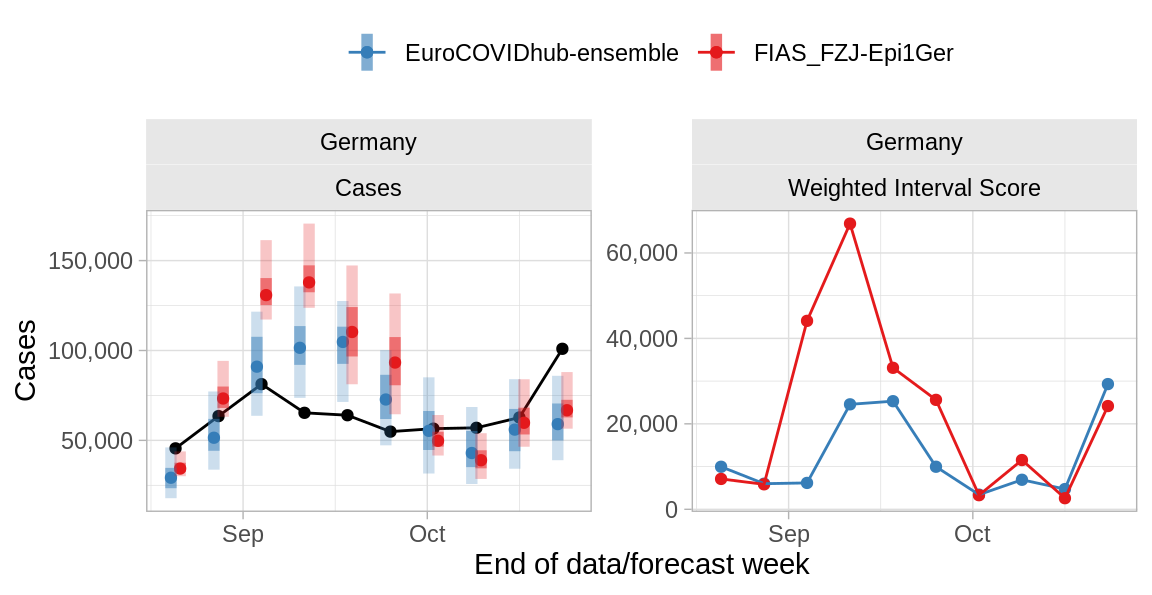 EuroCOVIDhub-ensemble FIAS_FZJ-Epi1Ger
Germany
Cases
Germany
Weighted Interval Score
Cases
150,000
100,000
50,000
Sep Oct
60,000
40,000
20,000
0
Sep Oct
End of data/forecast week